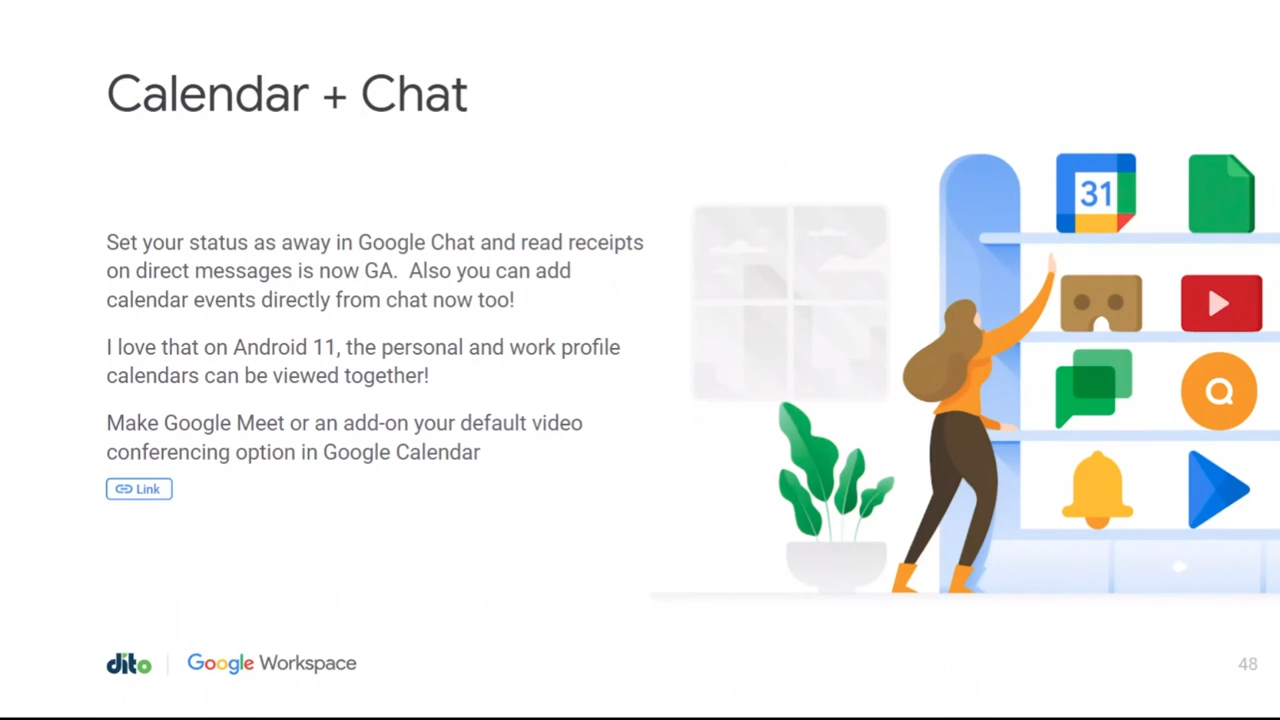 Calendar + Chat
Set your status as away in Google Chat and read receipts
on direct messages is now GA.  Also you can add
calendar events directly from chat now too!
I love that on Android 11, the personal and work profile
calendars can be viewed together!
Make Google Meet or an add-on your default video
conferencing option in Google Calendar
Link
31
dito
Google Workspace
48